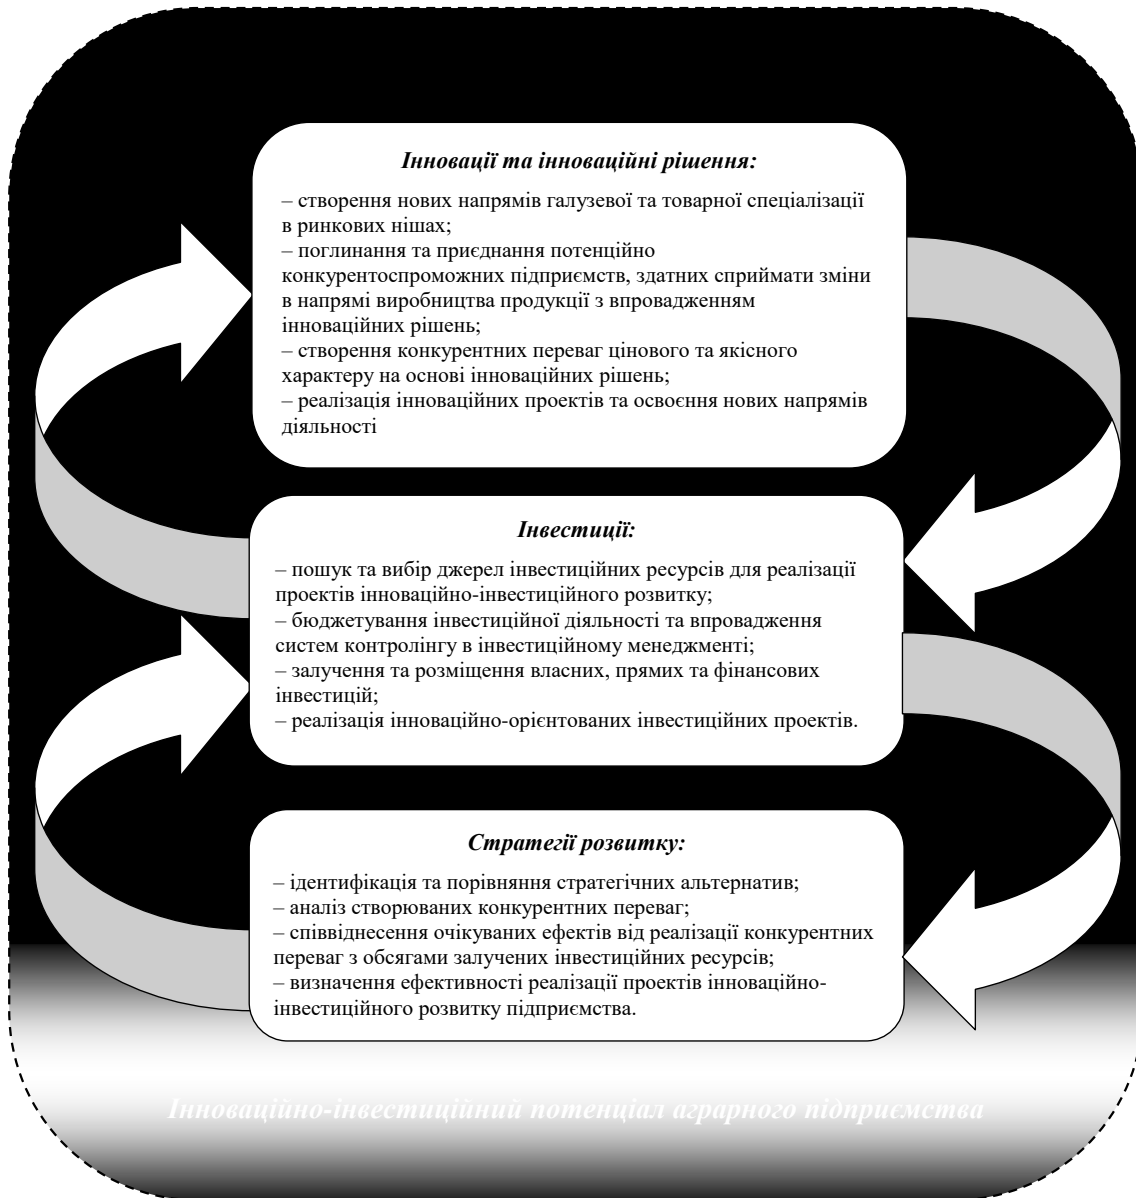 Інновації та інноваційні рішення:
– створення нових напрямів галузевої та товарної спеціалізації
в ринкових нішах;
– поглинання та приєднання потенційно
конкурентоспроможних підприємств, здатних сприймати зміни
в напрямі виробництва продукції з впровадженням
інноваційних рішень;
– створення конкурентних переваг цінового та якісного
характеру на основі інноваційних рішень;
– реалізація інноваційних проектів та освоєння нових напрямів
діяльності
Інвестиції:
– пошук та вибір джерел інвестиційних ресурсів для реалізації
проектів інноваційно-інвестиційного розвитку;
– бюджетування інвестиційної діяльності та впровадження
систем контролінгу в інвестиційному менеджменті;
– залучення та розміщення власних, прямих та фінансових
інвестицій;
– реалізація інноваційно-орієнтованих інвестиційних проектів.
Стратегії розвитку:
– ідентифікація та порівняння стратегічних альтернатив;
– аналіз створюваних конкурентних переваг;
– співвіднесення очікуваних ефектів від реалізації конкурентних
переваг з обсягами залучених інвестиційних ресурсів;
– визначення ефективності реалізації проектів інноваційно-
інвестиційного розвитку підприємства.
Інноваційно-інвестиційний потенціал аграрного підприємства